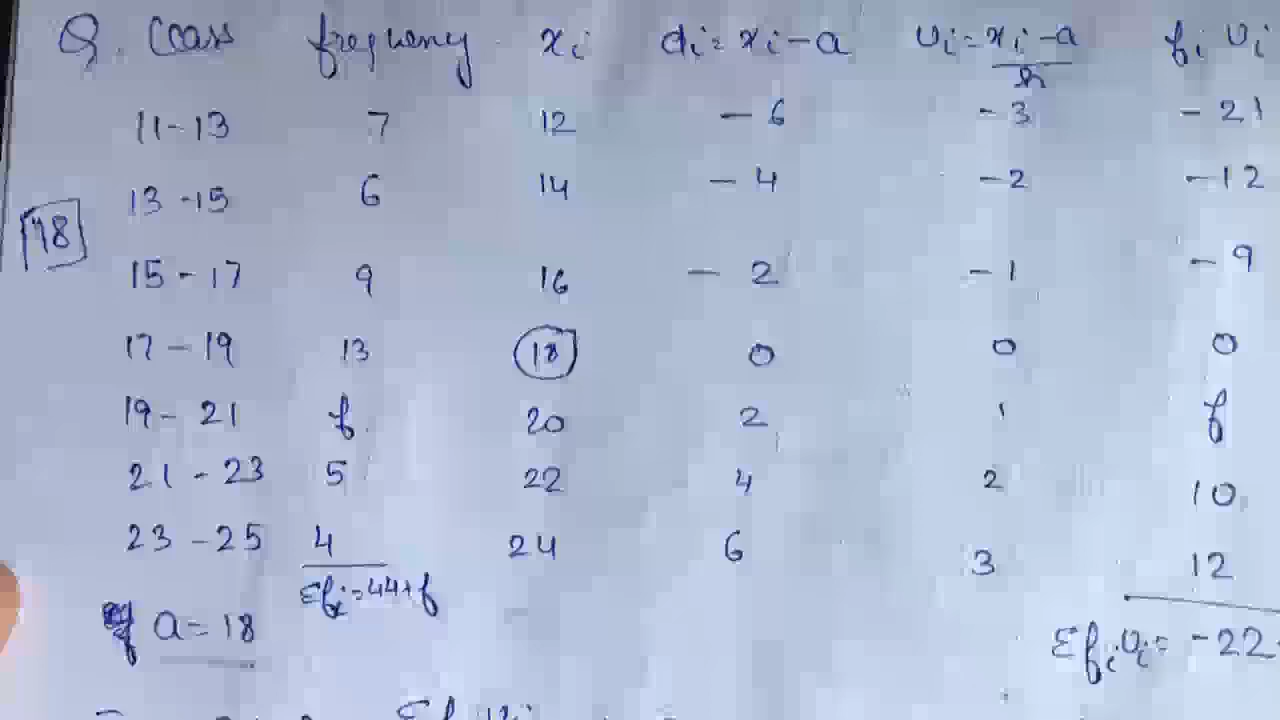 Q. Class frequency xi di = xi - a ui = xi - a / h fi ui
11 - 13 7 12 - 6 - 3 - 21
13 - 15 6 14 - 4 - 2 - 12
18
15 - 17 9 16 - 2 - 1 - 9
17 - 19 13 18 0 0 0
19 - 21 f 20 2 1 f
21 - 23 5 22 4 2 10
23 - 25 4 24 6 3 12
Σfi = 44 + f
a = 18
Σfiui = -22